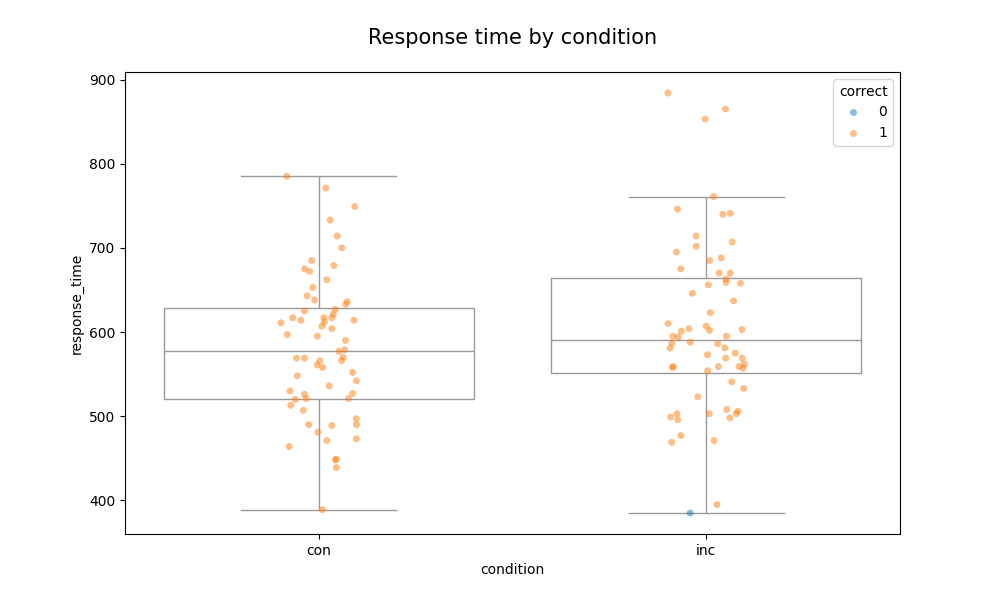 Response time by condition
correct
0
1
900
800
700
600
500
400
response_time
con
inc
condition